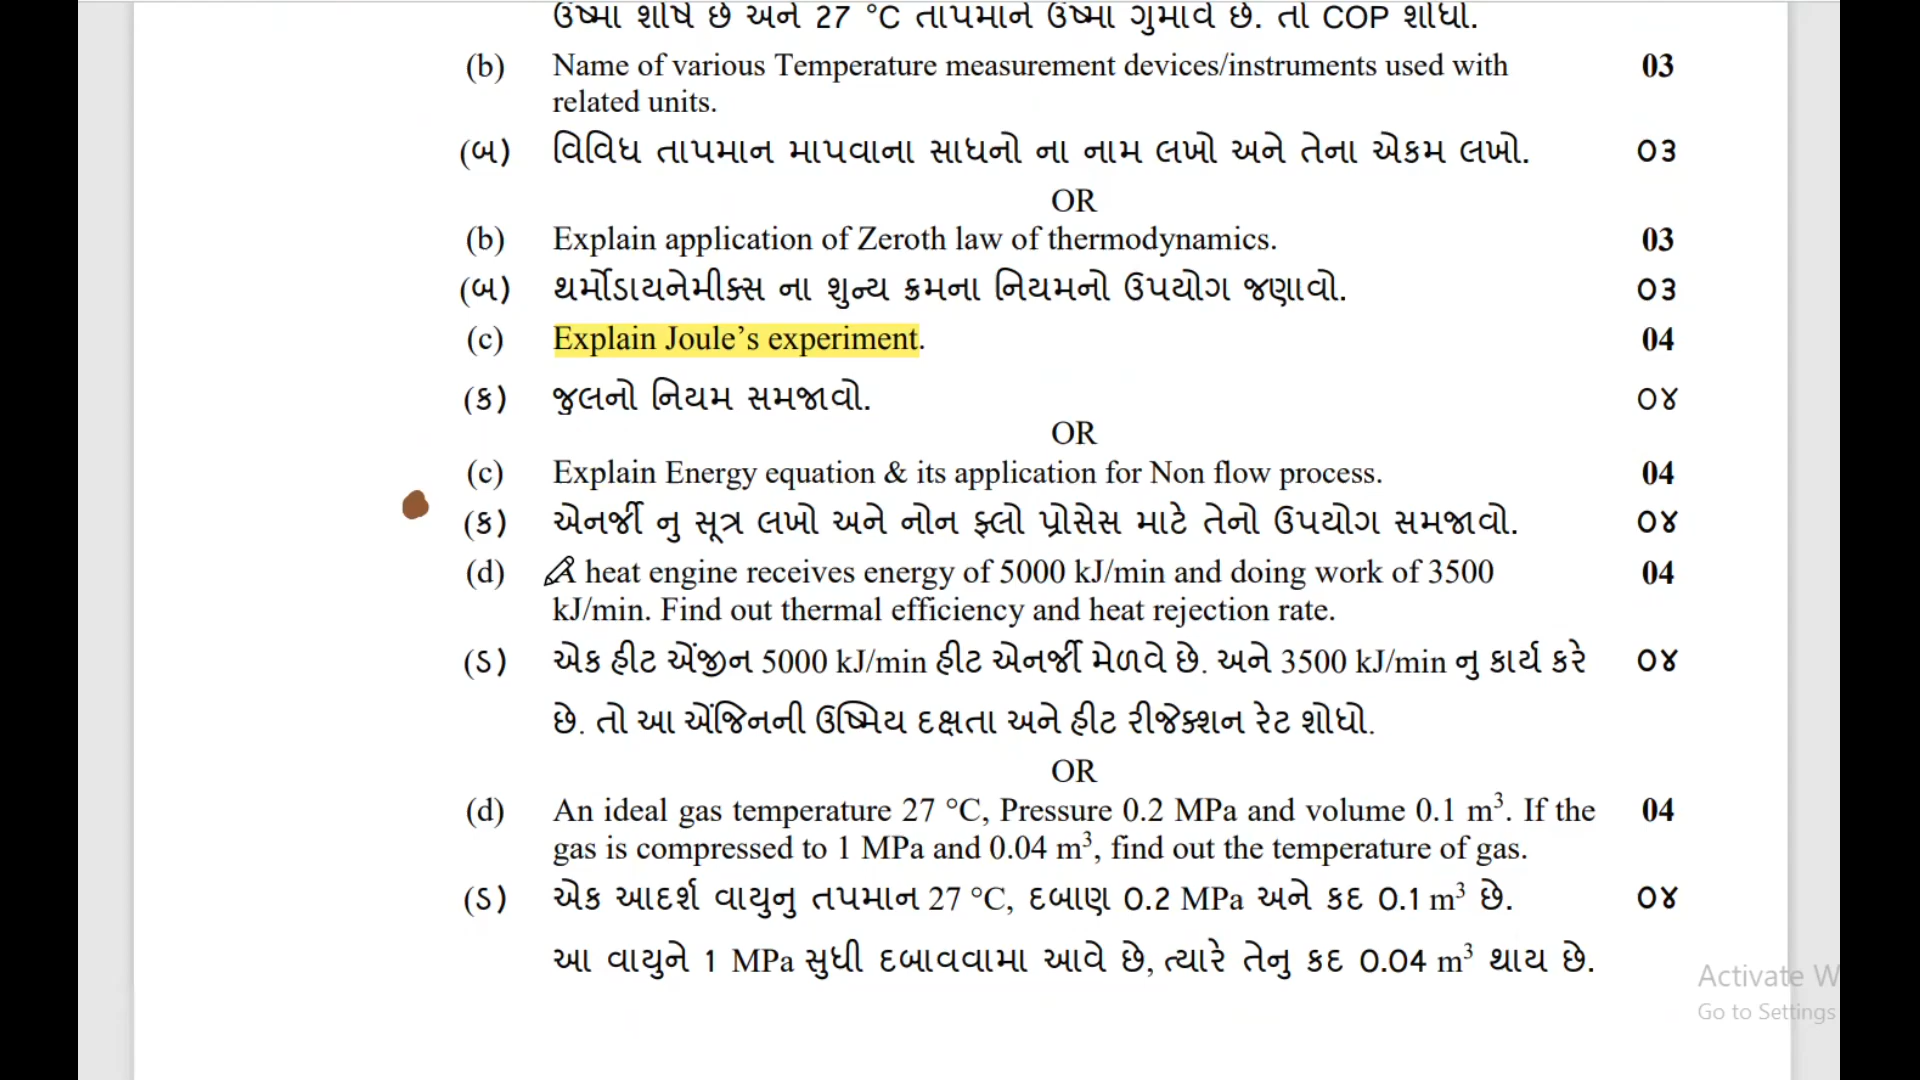 ઉષ્મા શોષે છે અને 27 °C તાપમાને ઉષ્મા ગુમાવે છે. તો COP શોધો.
(b) Name of various Temperature measurement devices/instruments used with 03
related units.
(બ) વિવિધ તાપમાન માપવાના સાધનો ના નામ લખો અને તેના એકમ લખો. ૦૩
OR
(b) Explain application of Zeroth law of thermodynamics. 03
(બ) થર્મોડાયનેમીક્સ ના શુન્ય ક્રમના નિયમનો ઉપયોગ જણાવો. ૦૩
(c) Explain Joule’s experiment. 04
(ક) જુલનો નિયમ સમજાવો. ૦૪
OR
(c) Explain Energy equation & its application for Non flow process. 04
(ક) એનર્જી નુ સૂત્ર લખો અને નોન ફ્લો પ્રોસેસ માટે તેનો ઉપયોગ સમજાવો. ૦૪
(d) A heat engine receives energy of 5000 kJ/min and doing work of 3500 04
kJ/min. Find out thermal efficiency and heat rejection rate.
(ડ) એક હીટ એંજીન 5000 kJ/min હીટ એનર્જી મેળવે છે. અને 3500 kJ/min નુ કાર્ય કરે ૦૪
છે. તો આ એંજિનની ઉષ્મિય દક્ષતા અને હીટ રીજેક્શન રેટ શોધો.
OR
(d) An ideal gas temperature 27 °C, Pressure 0.2 MPa and volume 0.1 m³. If the 04
gas is compressed to 1 MPa and 0.04 m³, find out the temperature of gas.
(ડ) એક આદર્શ વાયુનુ તપમાન 27 °C, દબાણ 0.2 MPa અને કદ 0.1 m³ છે. ૦૪
આ વાયુને 1 MPa સુધી દબાવવામા આવે છે, ત્યારે તેનુ કદ 0.04 m³ થાય છે.
Activate W
Go to Settings